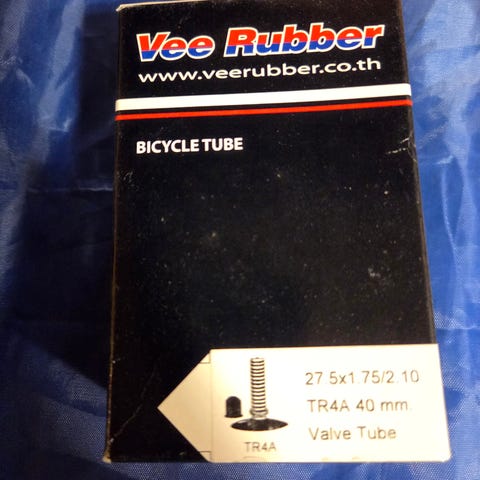 Vee Rubber
www.veerubber.co.th
BICYCLE TUBE
27.5x1.75/2.10
TR4A 40 mm.
Valve Tube
TR4A